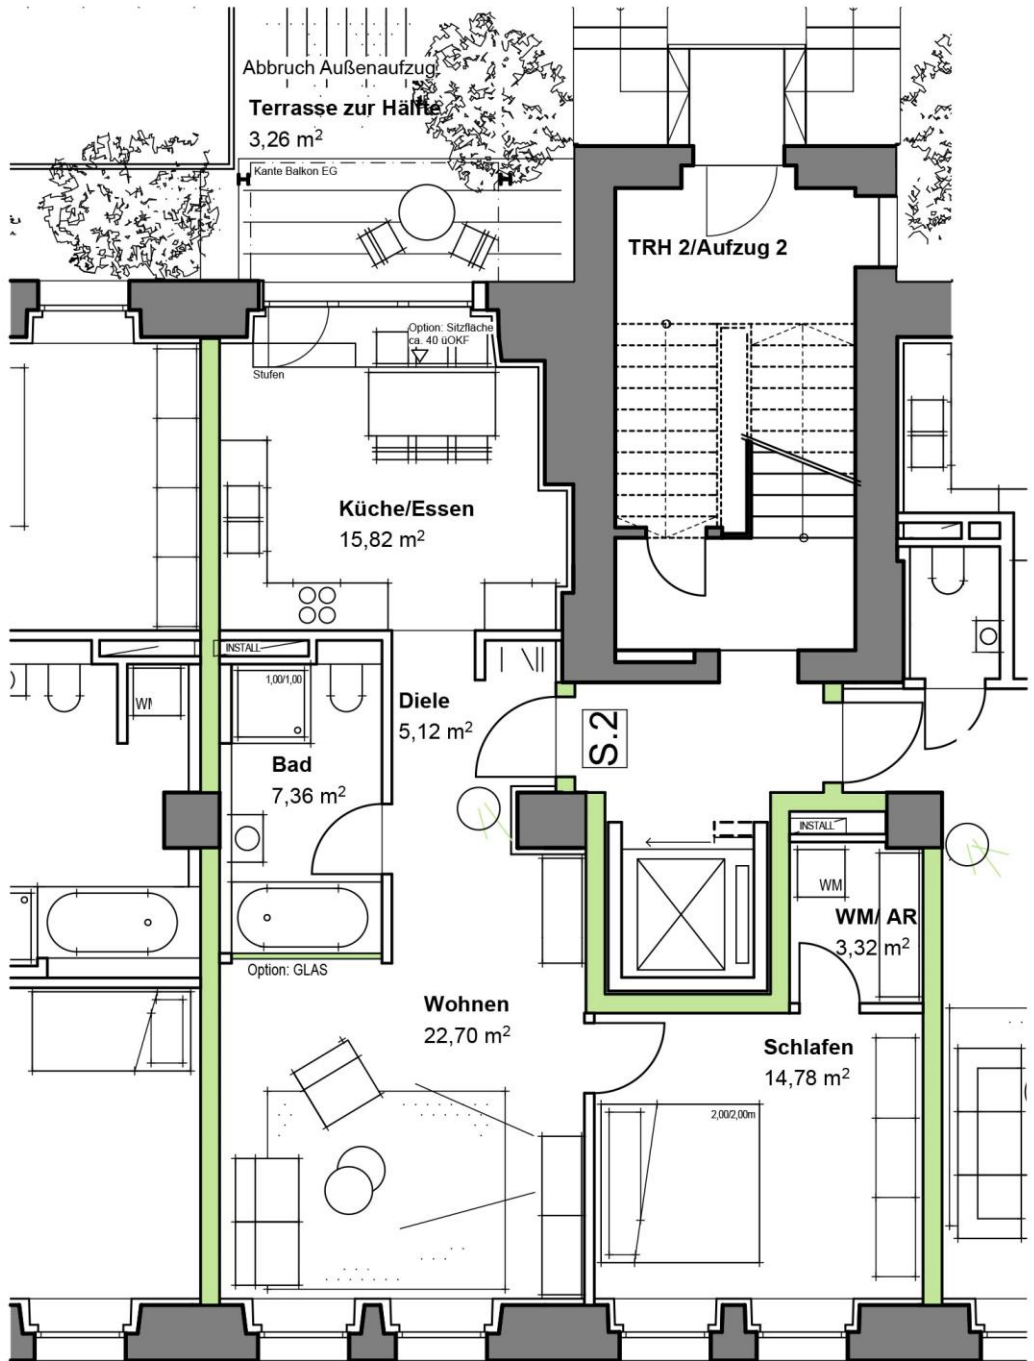 Abbruch Außenaufzug
Terrasse zur Hälfte
3,26 m²
Kante Balkon EG
TRH 2/Aufzug 2
Option: Sitzfläche
ca. 40 üOKF
Stufen
Küche/Essen
15,82 m²
INSTALL
1,00/1,00
WM
Diele
5,12 m²
S.2
Bad
7,36 m²
INSTALL
WM
WM/ AR
3,32 m²
Option: GLAS
Wohnen
22,70 m²
Schlafen
14,78 m²
2,00/2,00m